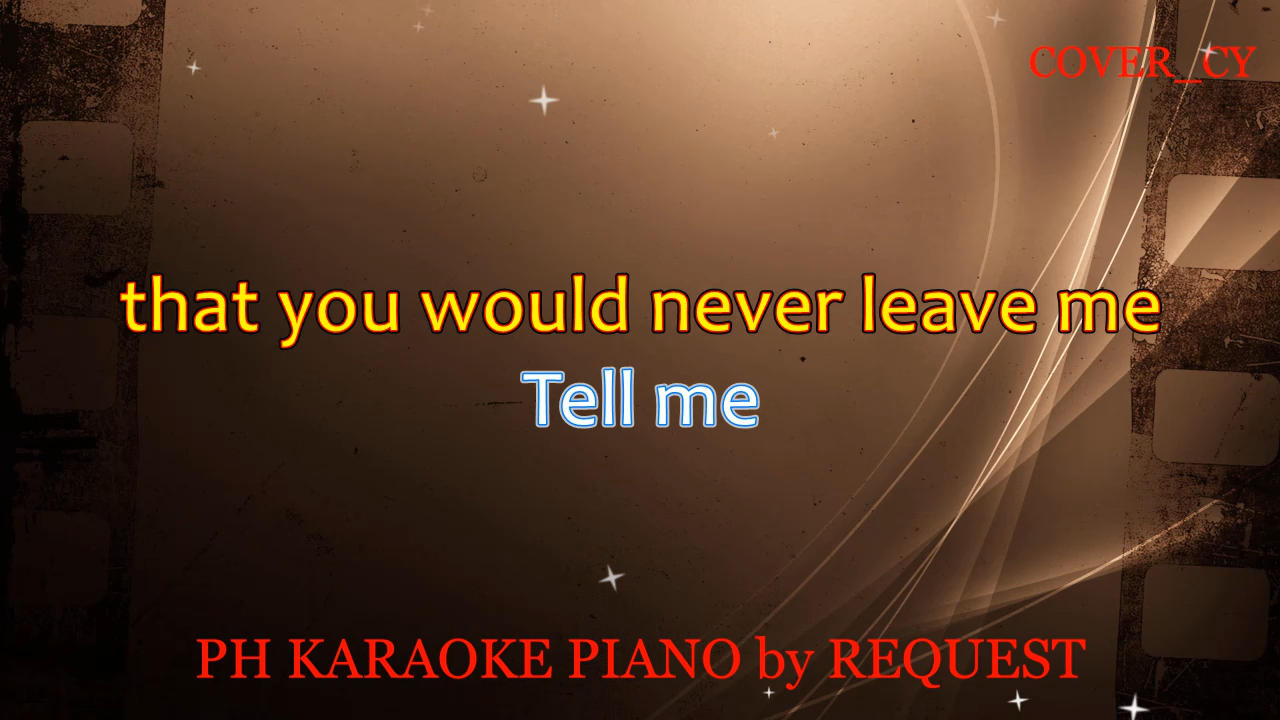 COVER_CY
that you would never leave me
Tell me
PH KARAOKE PIANO by REQUEST